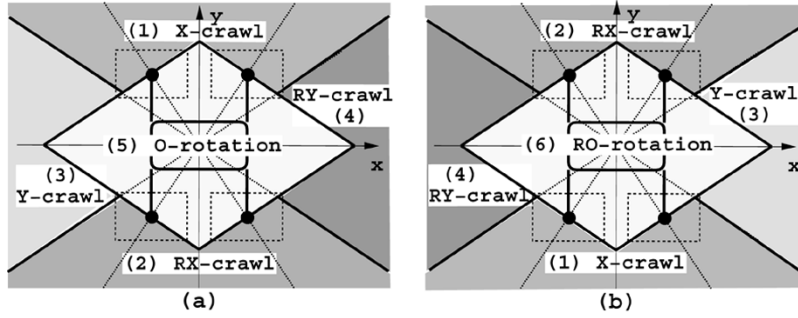 y
(1) X-crawl
RY-crawl
(4)
(5) O-rotation
x
(3)
Y-crawl
(2) RX-crawl
(a)
y
(2) RX-crawl
Y-crawl
(3)
(6) RO-rotation
x
(4)
RY-crawl
(1) X-crawl
(b)